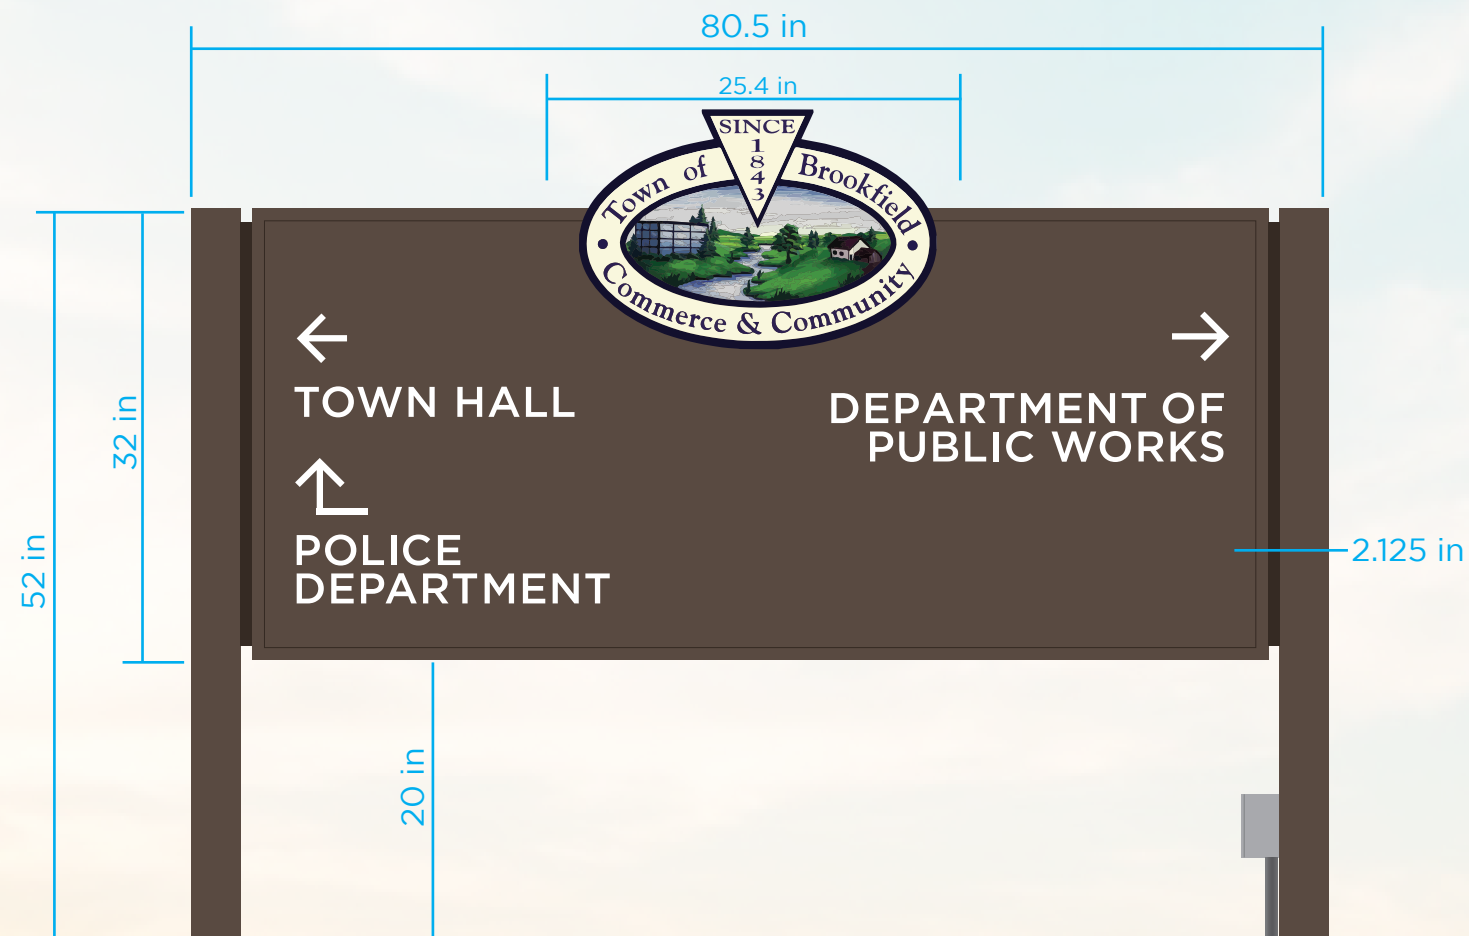 80.5 in
25.4 in
SINCE
1
8
4
3
Town of Brookfield
Commerce & Community
TOWN HALL
DEPARTMENT OF
PUBLIC WORKS
POLICE
DEPARTMENT
32 in
52 in
2.125 in
20 in